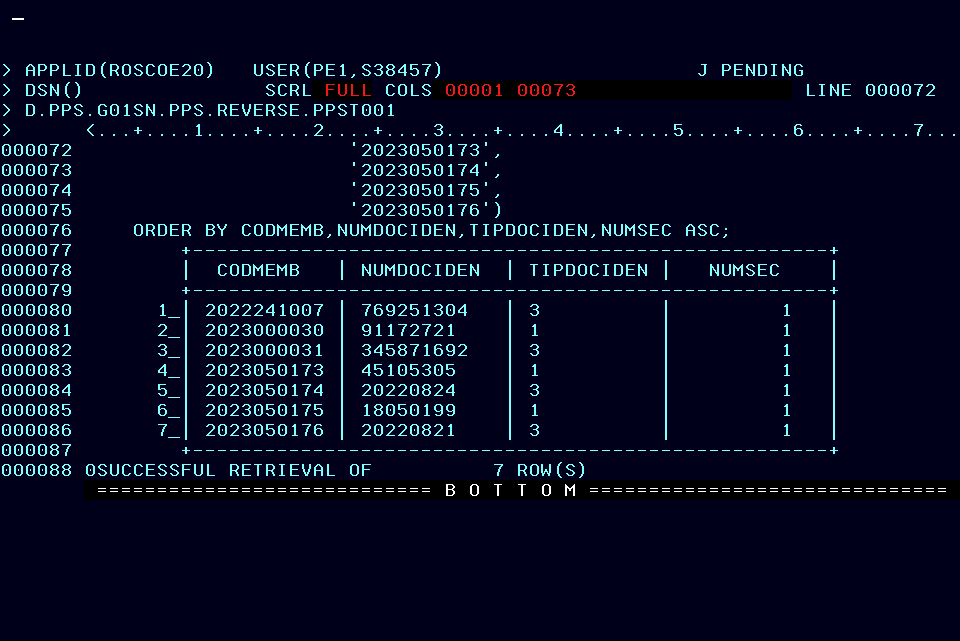 _
> APPLID(ROSCOE20)   USER(PE1,S38457)                     J PENDING
> DSN()               SCRL FULL COLS 00001 00073                   LINE 000072
> D.PPS.G01SN.PPS.REVERSE.PPST001
>      <...+....1....+....2....+....3....+....4....+....5....+....6....+....7...
000072                       '2023050173',
000073                       '2023050174',
000074                       '2023050175',
000075                       '2023050176')
000076     ORDER BY CODMEMB,NUMDOCIDEN,TIPDOCIDEN,NUMSEC ASC;
000077         +-----------------------------------------------------+
000078         |  CODMEMB   | NUMDOCIDEN  | TIPDOCIDEN |   NUMSEC    |
000079         +-----------------------------------------------------+
000080       1_| 2022241007 | 769251304   | 3          |         1   |
000081       2_| 2023000030 | 91172721    | 1          |         1   |
000082       3_| 2023000031 | 345871692   | 3          |         1   |
000083       4_| 2023050173 | 45105305    | 1          |         1   |
000084       5_| 2023050174 | 20220824    | 3          |         1   |
000085       6_| 2023050175 | 18050199    | 1          |         1   |
000086       7_| 2023050176 | 20220821    | 3          |         1   |
000087         +-----------------------------------------------------+
000088 0SUCCESSFUL RETRIEVAL OF          7 ROW(S)
============================ B O T T O M ==============================